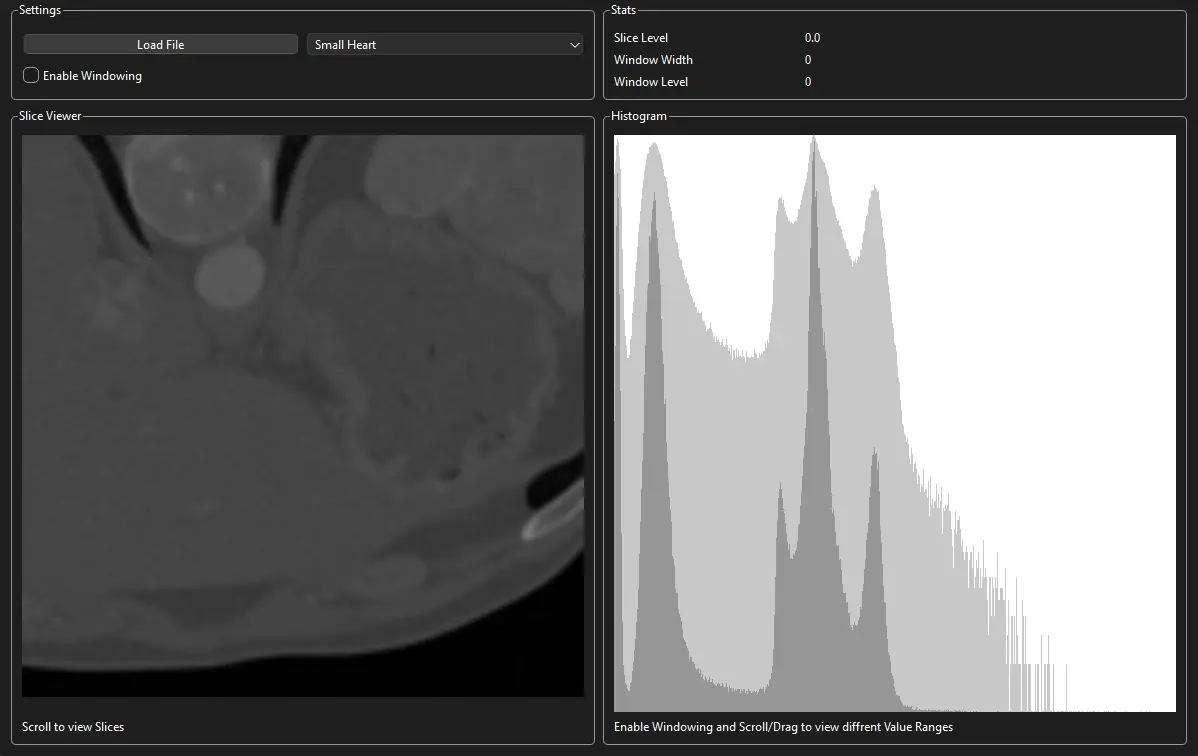 Settings
Load File
Small Heart
Enable Windowing
Stats
Slice Level 0.0
Window Width 0
Window Level 0
Slice Viewer
Scroll to view Slices
Histogram
Enable Windowing and Scroll/Drag to view diffrent Value Ranges